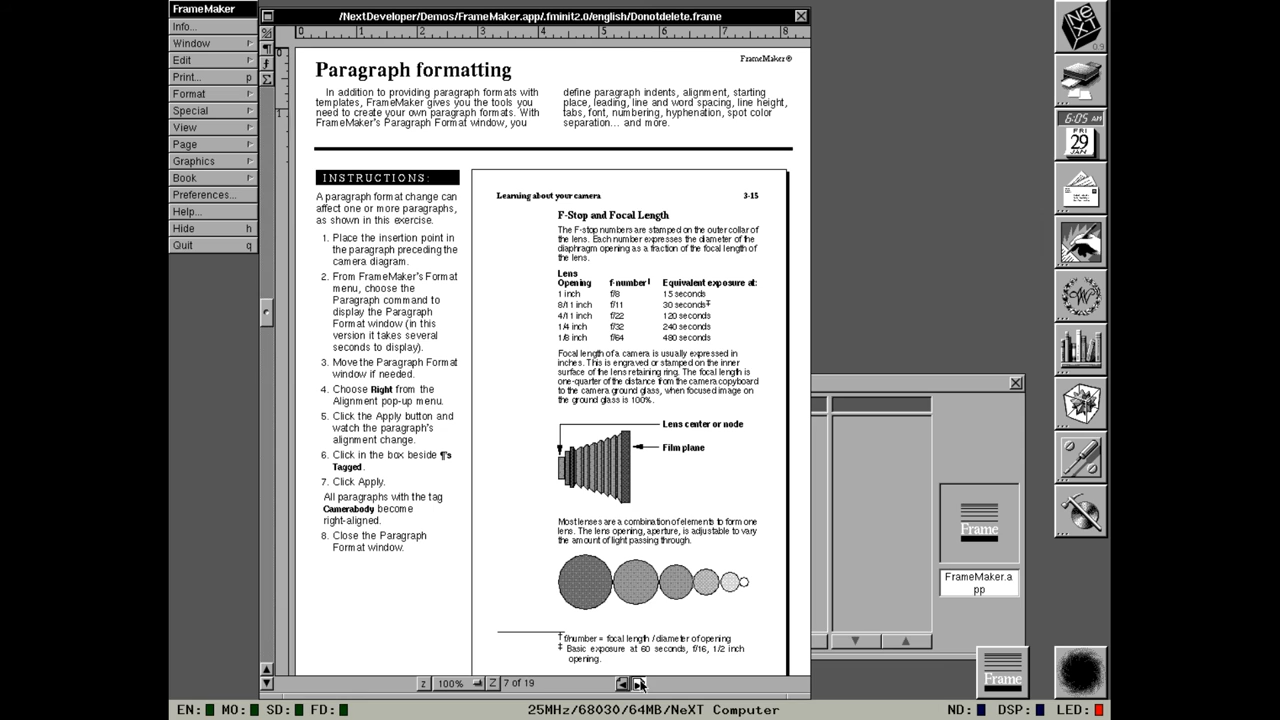 FrameMaker
Info...
Window
Edit
Print... p
Format
Special
View
Page
Graphics
Book
Preferences...
Help...
Hide h
Quit q
/NextDeveloper/Demos/FrameMaker.app/.fminit2.0/english/Donotdelete.frame
0 1 2 3 4 5 6 7 8
0
1
FrameMaker®
Paragraph formatting
In addition to providing paragraph formats with
templates, FrameMaker gives you the tools you
need to create your own paragraph formats. With
FrameMaker's Paragraph Format window, you
define paragraph indents, alignment, starting
place, leading, line and word spacing, line height,
tabs, font, numbering, hyphenation, spot color
separation... and more.
INSTRUCTIONS:
A paragraph format change can
affect one or more paragraphs,
as shown in this exercise.
1. Place the insertion point in
the paragraph preceding the
camera diagram.
2. From FrameMaker's Format
menu, choose the
Paragraph command to
display the Paragraph
Format window (in this
version it takes several
seconds to display).
3. Move the Paragraph Format
window if needed.
4. Choose Right from the
Alignment pop-up menu.
5. Click the Apply button and
watch the paragraph's
alignment change.
6. Click in the box beside ¶'s
Tagged.
7. Click Apply.
All paragraphs with the tag
Camerabody become
right-aligned.
8. Close the Paragraph
Format window.
Learning about your camera 3-15
F-Stop and Focal Length
The F-stop numbers are stamped on the outer collar of
the lens. Each number expresses the diameter of the
diaphragm opening as a fraction of the focal length of
the lens.
Lens
Opening f-number† Equivalent exposure at:
1 inch f/8 15 seconds
8/11 inch f/11 30 seconds‡
4/11 inch f/22 120 seconds
1/4 inch f/32 240 seconds
1/8 inch f/64 480 seconds
Focal length of a camera is usually expressed in
inches. This is engraved or stamped on the inner
surface of the lens retaining ring. The focal length is
one-quarter of the distance from the camera copyboard
to the camera ground glass, when focused image on
the ground glass is 100%.
Lens center or node
Film plane
Most lenses are a combination of elements to form one
lens. The lens opening, aperture, is adjustable to vary
the amount of light passing through.
† f/number = focal length / diameter of opening
‡ Basic exposure at 60 seconds, f/16, 1/2 inch
opening.
z 100% Z 7 of 19
Frame
FrameMaker.a
pp
Frame
NeXT
0.9
6:05 AM
FRI
29
JAN
EN: MO: SD: FD: 25MHz/68030/64MB/NeXT Computer ND: DSP: LED: